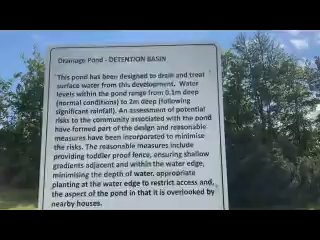 Drainage Pond - DETENTION BASIN
This pond has been designed to drain and treat
surface water from this development. Water
levels within the pond range from 0.1m deep
(normal conditions) to 2m deep (following
significant rainfall). An assessment of potential
risks to the community associated with the pond
have formed part of the design and reasonable
measures have been incorporated to minimise
the risks. The reasonable measures include
providing toddler proof fence, ensuring shallow
gradients adjacent and within the water edge,
minimising the depth of water, appropriate
planting at the water edge to restrict access and,
the aspect of the pond in that it is overlooked by
nearby houses.